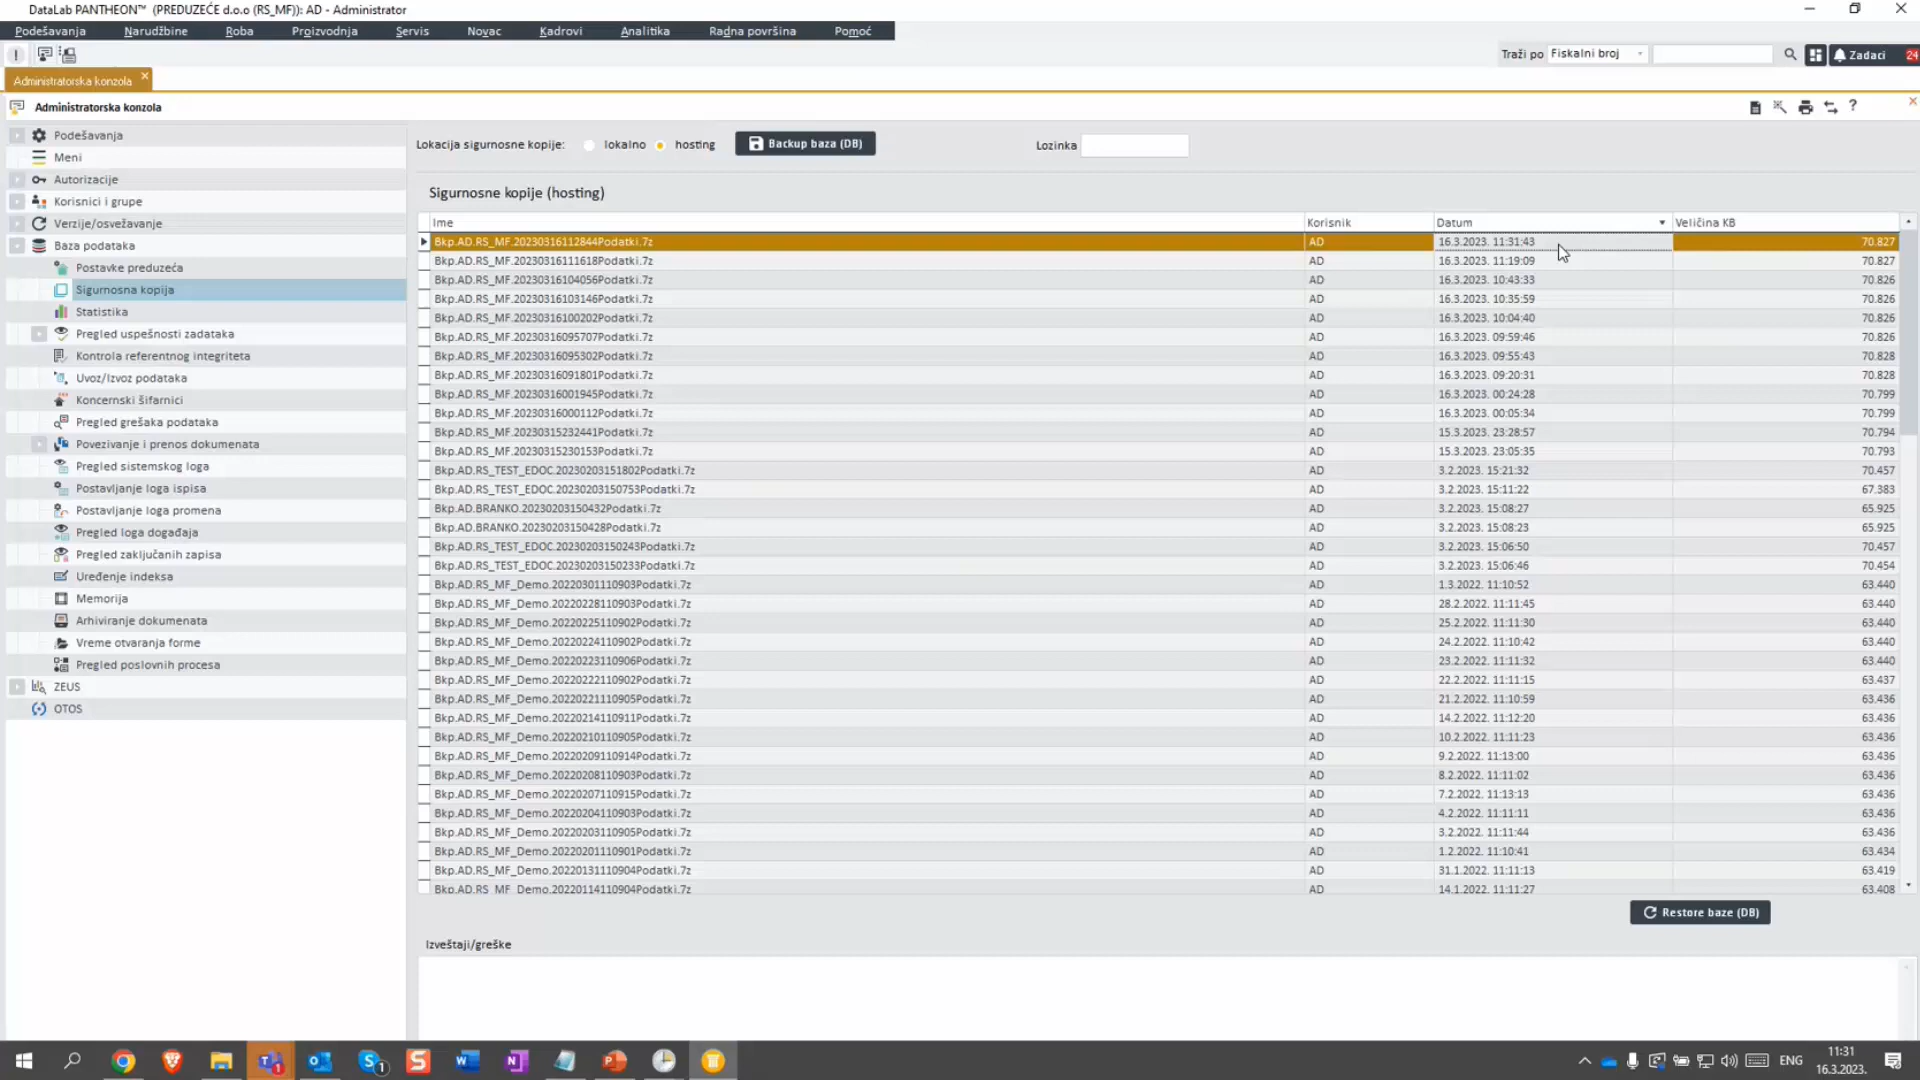 DataLab PANTHEON™ (PREDUZEĆE d.o.o (RS_MF)): AD - Administrator
Podešavanja Narudžbine Roba Proizvodnja Servis Novac Kadrovi Analitika Radna površina Pomoć
Traži po Fiskalni broj Zadaci 24
Administratorska konzola
Administratorska konzola
Podešavanja
Meni
Autorizacije
Korisnici i grupe
Verzije/osvežavanje
Baza podataka
Postavke preduzeća
Sigurnosna kopija
Statistika
Pregled uspešnosti zadataka
Kontrola referentnog integriteta
Uvoz/Izvoz podataka
Koncernski šifarnici
Pregled grešaka podataka
Povezivanje i prenos dokumenata
Pregled sistemskog loga
Postavljanje loga ispisa
Postavljanje loga promena
Pregled loga događaja
Pregled zaključanih zapisa
Uređenje indeksa
Memorija
Arhiviranje dokumenata
Vreme otvaranja forme
Pregled poslovnih procesa
ZEUS
OTOS
Lokacija sigurnosne kopije: lokalno hosting Backup baza (DB) Lozinka
Sigurnosne kopije (hosting)
Ime Korisnik Datum Veličina KB
Bkp.AD.RS_MF.20230316112844Podatki.7z AD 16.3.2023. 11:31:43 70.827
Bkp.AD.RS_MF.20230316111618Podatki.7z AD 16.3.2023. 11:19:09 70.827
Bkp.AD.RS_MF.20230316104056Podatki.7z AD 16.3.2023. 10:43:33 70.826
Bkp.AD.RS_MF.20230316103146Podatki.7z AD 16.3.2023. 10:35:59 70.826
Bkp.AD.RS_MF.20230316100202Podatki.7z AD 16.3.2023. 10:04:40 70.826
Bkp.AD.RS_MF.20230316095707Podatki.7z AD 16.3.2023. 09:59:46 70.826
Bkp.AD.RS_MF.20230316095302Podatki.7z AD 16.3.2023. 09:55:43 70.828
Bkp.AD.RS_MF.20230316091801Podatki.7z AD 16.3.2023. 09:20:31 70.828
Bkp.AD.RS_MF.20230316001945Podatki.7z AD 16.3.2023. 00:24:28 70.799
Bkp.AD.RS_MF.20230316000112Podatki.7z AD 16.3.2023. 00:05:34 70.799
Bkp.AD.RS_MF.20230315232441Podatki.7z AD 15.3.2023. 23:28:57 70.794
Bkp.AD.RS_MF.20230315230153Podatki.7z AD 15.3.2023. 23:05:35 70.793
Bkp.AD.RS_TEST_EDOC.20230203151802Podatki.7z AD 3.2.2023. 15:21:32 70.457
Bkp.AD.RS_TEST_EDOC.20230203150753Podatki.7z AD 3.2.2023. 15:11:22 67.383
Bkp.AD.BRANKO.20230203150432Podatki.7z AD 3.2.2023. 15:08:27 65.925
Bkp.AD.BRANKO.20230203150428Podatki.7z AD 3.2.2023. 15:08:23 65.925
Bkp.AD.RS_TEST_EDOC.20230203150243Podatki.7z AD 3.2.2023. 15:06:50 70.457
Bkp.AD.RS_TEST_EDOC.20230203150233Podatki.7z AD 3.2.2023. 15:06:46 70.454
Bkp.AD.RS_MF_Demo.20220301110903Podatki.7z AD 1.3.2022. 11:10:52 63.440
Bkp.AD.RS_MF_Demo.20220228110903Podatki.7z AD 28.2.2022. 11:11:45 63.440
Bkp.AD.RS_MF_Demo.20220225110902Podatki.7z AD 25.2.2022. 11:11:30 63.440
Bkp.AD.RS_MF_Demo.20220224110902Podatki.7z AD 24.2.2022. 11:10:42 63.440
Bkp.AD.RS_MF_Demo.20220223110906Podatki.7z AD 23.2.2022. 11:11:32 63.440
Bkp.AD.RS_MF_Demo.20220222110902Podatki.7z AD 22.2.2022. 11:11:15 63.437
Bkp.AD.RS_MF_Demo.20220221110905Podatki.7z AD 21.2.2022. 11:10:59 63.436
Bkp.AD.RS_MF_Demo.20220214110911Podatki.7z AD 14.2.2022. 11:12:20 63.436
Bkp.AD.RS_MF_Demo.20220210110905Podatki.7z AD 10.2.2022. 11:11:23 63.436
Bkp.AD.RS_MF_Demo.20220209110914Podatki.7z AD 9.2.2022. 11:13:00 63.436
Bkp.AD.RS_MF_Demo.20220208110903Podatki.7z AD 8.2.2022. 11:11:02 63.436
Bkp.AD.RS_MF_Demo.20220207110915Podatki.7z AD 7.2.2022. 11:13:13 63.436
Bkp.AD.RS_MF_Demo.20220204110903Podatki.7z AD 4.2.2022. 11:11:11 63.436
Bkp.AD.RS_MF_Demo.20220203110905Podatki.7z AD 3.2.2022. 11:11:44 63.436
Bkp.AD.RS_MF_Demo.20220201110901Podatki.7z AD 1.2.2022. 11:10:41 63.434
Bkp.AD.RS_MF_Demo.20220131110904Podatki.7z AD 31.1.2022. 11:11:13 63.419
Bkp.AD.RS_MF_Demo.20220114110904Podatki.7z AD 14.1.2022. 11:11:27 63.408
Restore baze (DB)
Izveštaji/greške
ENG 11:31
16.3.2023.